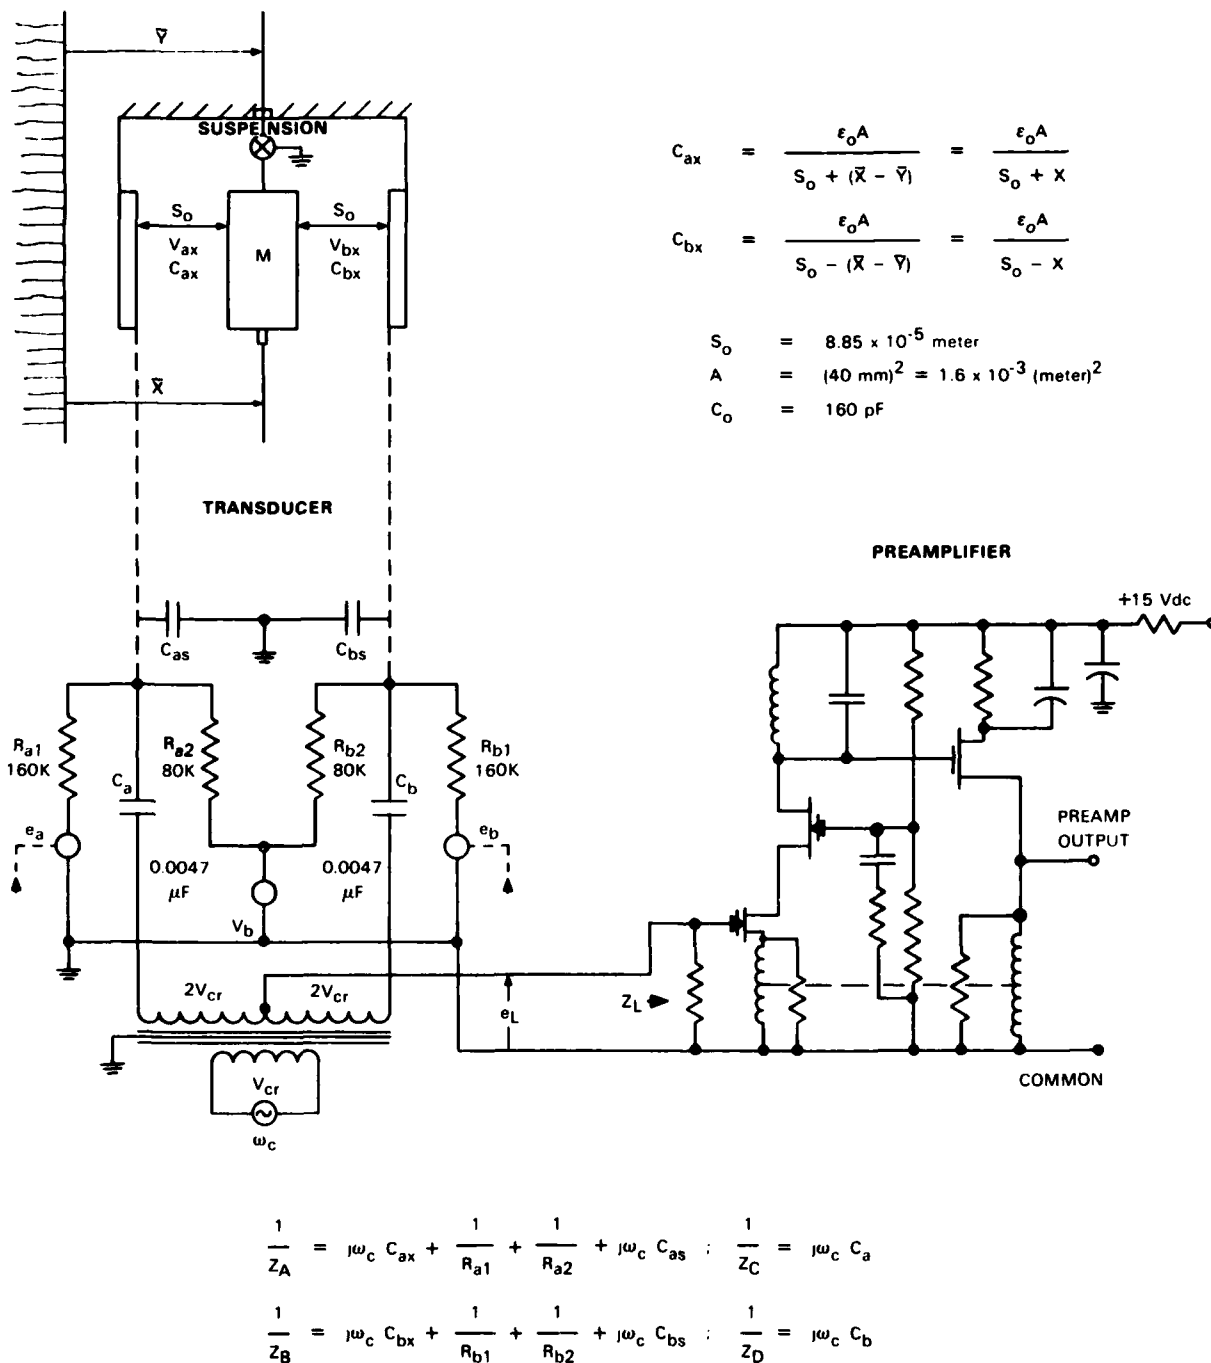 Ȳ
SUSPENSION
S₀ S₀
V_ax V_bx
C_ax M C_bx
X̄
C_ax = ε₀A / (S₀ + (X̄ − Ȳ)) = ε₀A / (S₀ + X)
C_bx = ε₀A / (S₀ − (X̄ − Ȳ)) = ε₀A / (S₀ − X)
S₀ = 8.85 x 10⁻⁵ meter
A = (40 mm)² = 1.6 x 10⁻³ (meter)²
C₀ = 160 pF
TRANSDUCER
PREAMPLIFIER
+15 Vdc
C_as C_bs
R_a1 160K
R_a2 80K
R_b2 80K
R_b1 160K
C_a C_b
e_a e_b
0.0047 µF
0.0047 µF
V_b
PREAMP
OUTPUT
2V_cr 2V_cr
e_L
Z_L
V_cr
ω_c
COMMON
1/Z_A = jω_c C_ax + 1/R_a1 + 1/R_a2 + jω_c C_as ; 1/Z_C = jω_c C_a
1/Z_B = jω_c C_bx + 1/R_b1 + 1/R_b2 + jω_c C_bs ; 1/Z_D = jω_c C_b